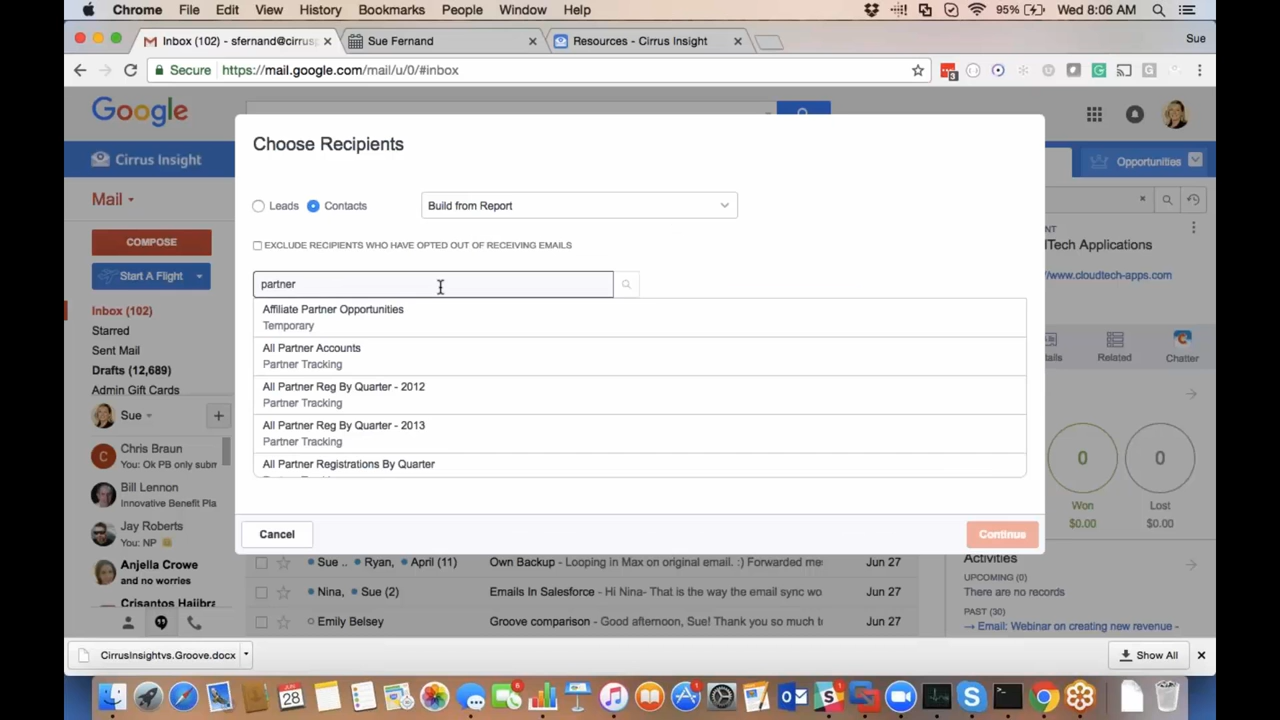 Chrome File Edit View History Bookmarks People Window Help 95% Wed 8:06 AM
Inbox (102) - sfernand@cirrusp Sue Fernand Resources - Cirrus Insight Sue
Secure https://mail.google.com/mail/u/0/#inbox 3
Google
Choose Recipients
Cirrus Insight Opportunities
Mail
Leads Contacts Build from Report
COMPOSE
EXCLUDE RECIPIENTS WHO HAVE OPTED OUT OF RECEIVING EMAILS
dTech Applications
Start A Flight
//www.cloudtech-apps.com
partner
Inbox (102)
Starred
Sent Mail
Drafts (12,689)
Admin Gift Cards
Affiliate Partner Opportunities
Temporary
All Partner Accounts
Partner Tracking
All Partner Reg By Quarter - 2012
Partner Tracking
All Partner Reg By Quarter - 2013
Partner Tracking
All Partner Registrations By Quarter
tails Related Chatter
Sue
Chris Braun
You: Ok PB only subm
Bill Lennon
Innovative Benefit Pla
Jay Roberts
You: NP
Anjella Crowe
and no worries
0 0
Won Lost
$0.00 $0.00
Cancel Continue
Sue .. Ryan, April (11) Own Backup - Looping in Max on original email. :) Forwarded me Jun 27
Nina, Sue (2) Emails In Salesforce - Hi Nina- That is the way the email sync wo Jun 27
Emily Belsey Groove comparison - Good afternoon, Sue! Thank you so much t Jun 27
Activities
UPCOMING (0)
There are no records
PAST (30)
Email: Webinar on creating new revenue -
CirrusInsightvs.Groove.docx Show All
JUN
28